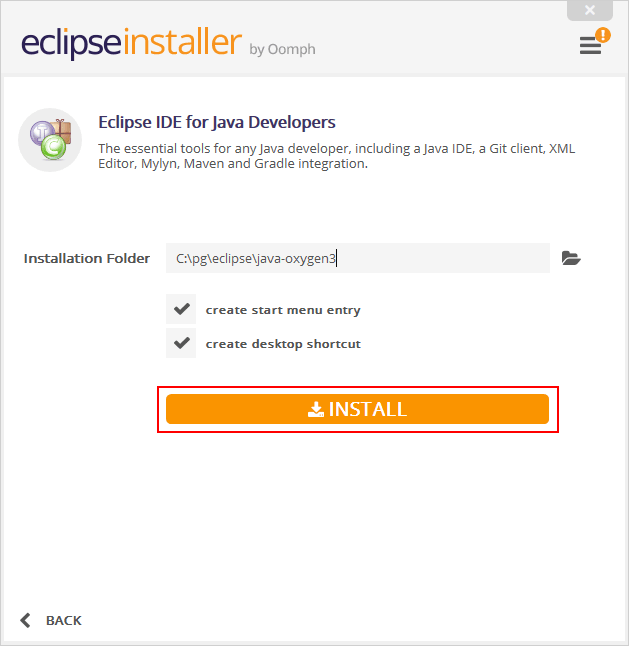 eclipseinstaller by Oomph
!
Eclipse IDE for Java Developers
The essential tools for any Java developer, including a Java IDE, a Git client, XML
Editor, Mylyn, Maven and Gradle integration.
Installation Folder C:\pg\eclipse\java-oxygen3
create start menu entry
create desktop shortcut
INSTALL
BACK